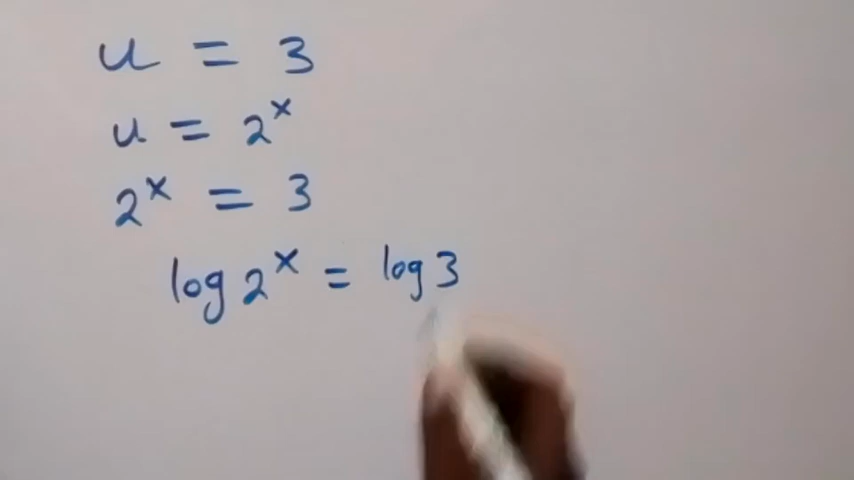 u = 3
u = 2^x
2^x = 3
log 2^x = log 3